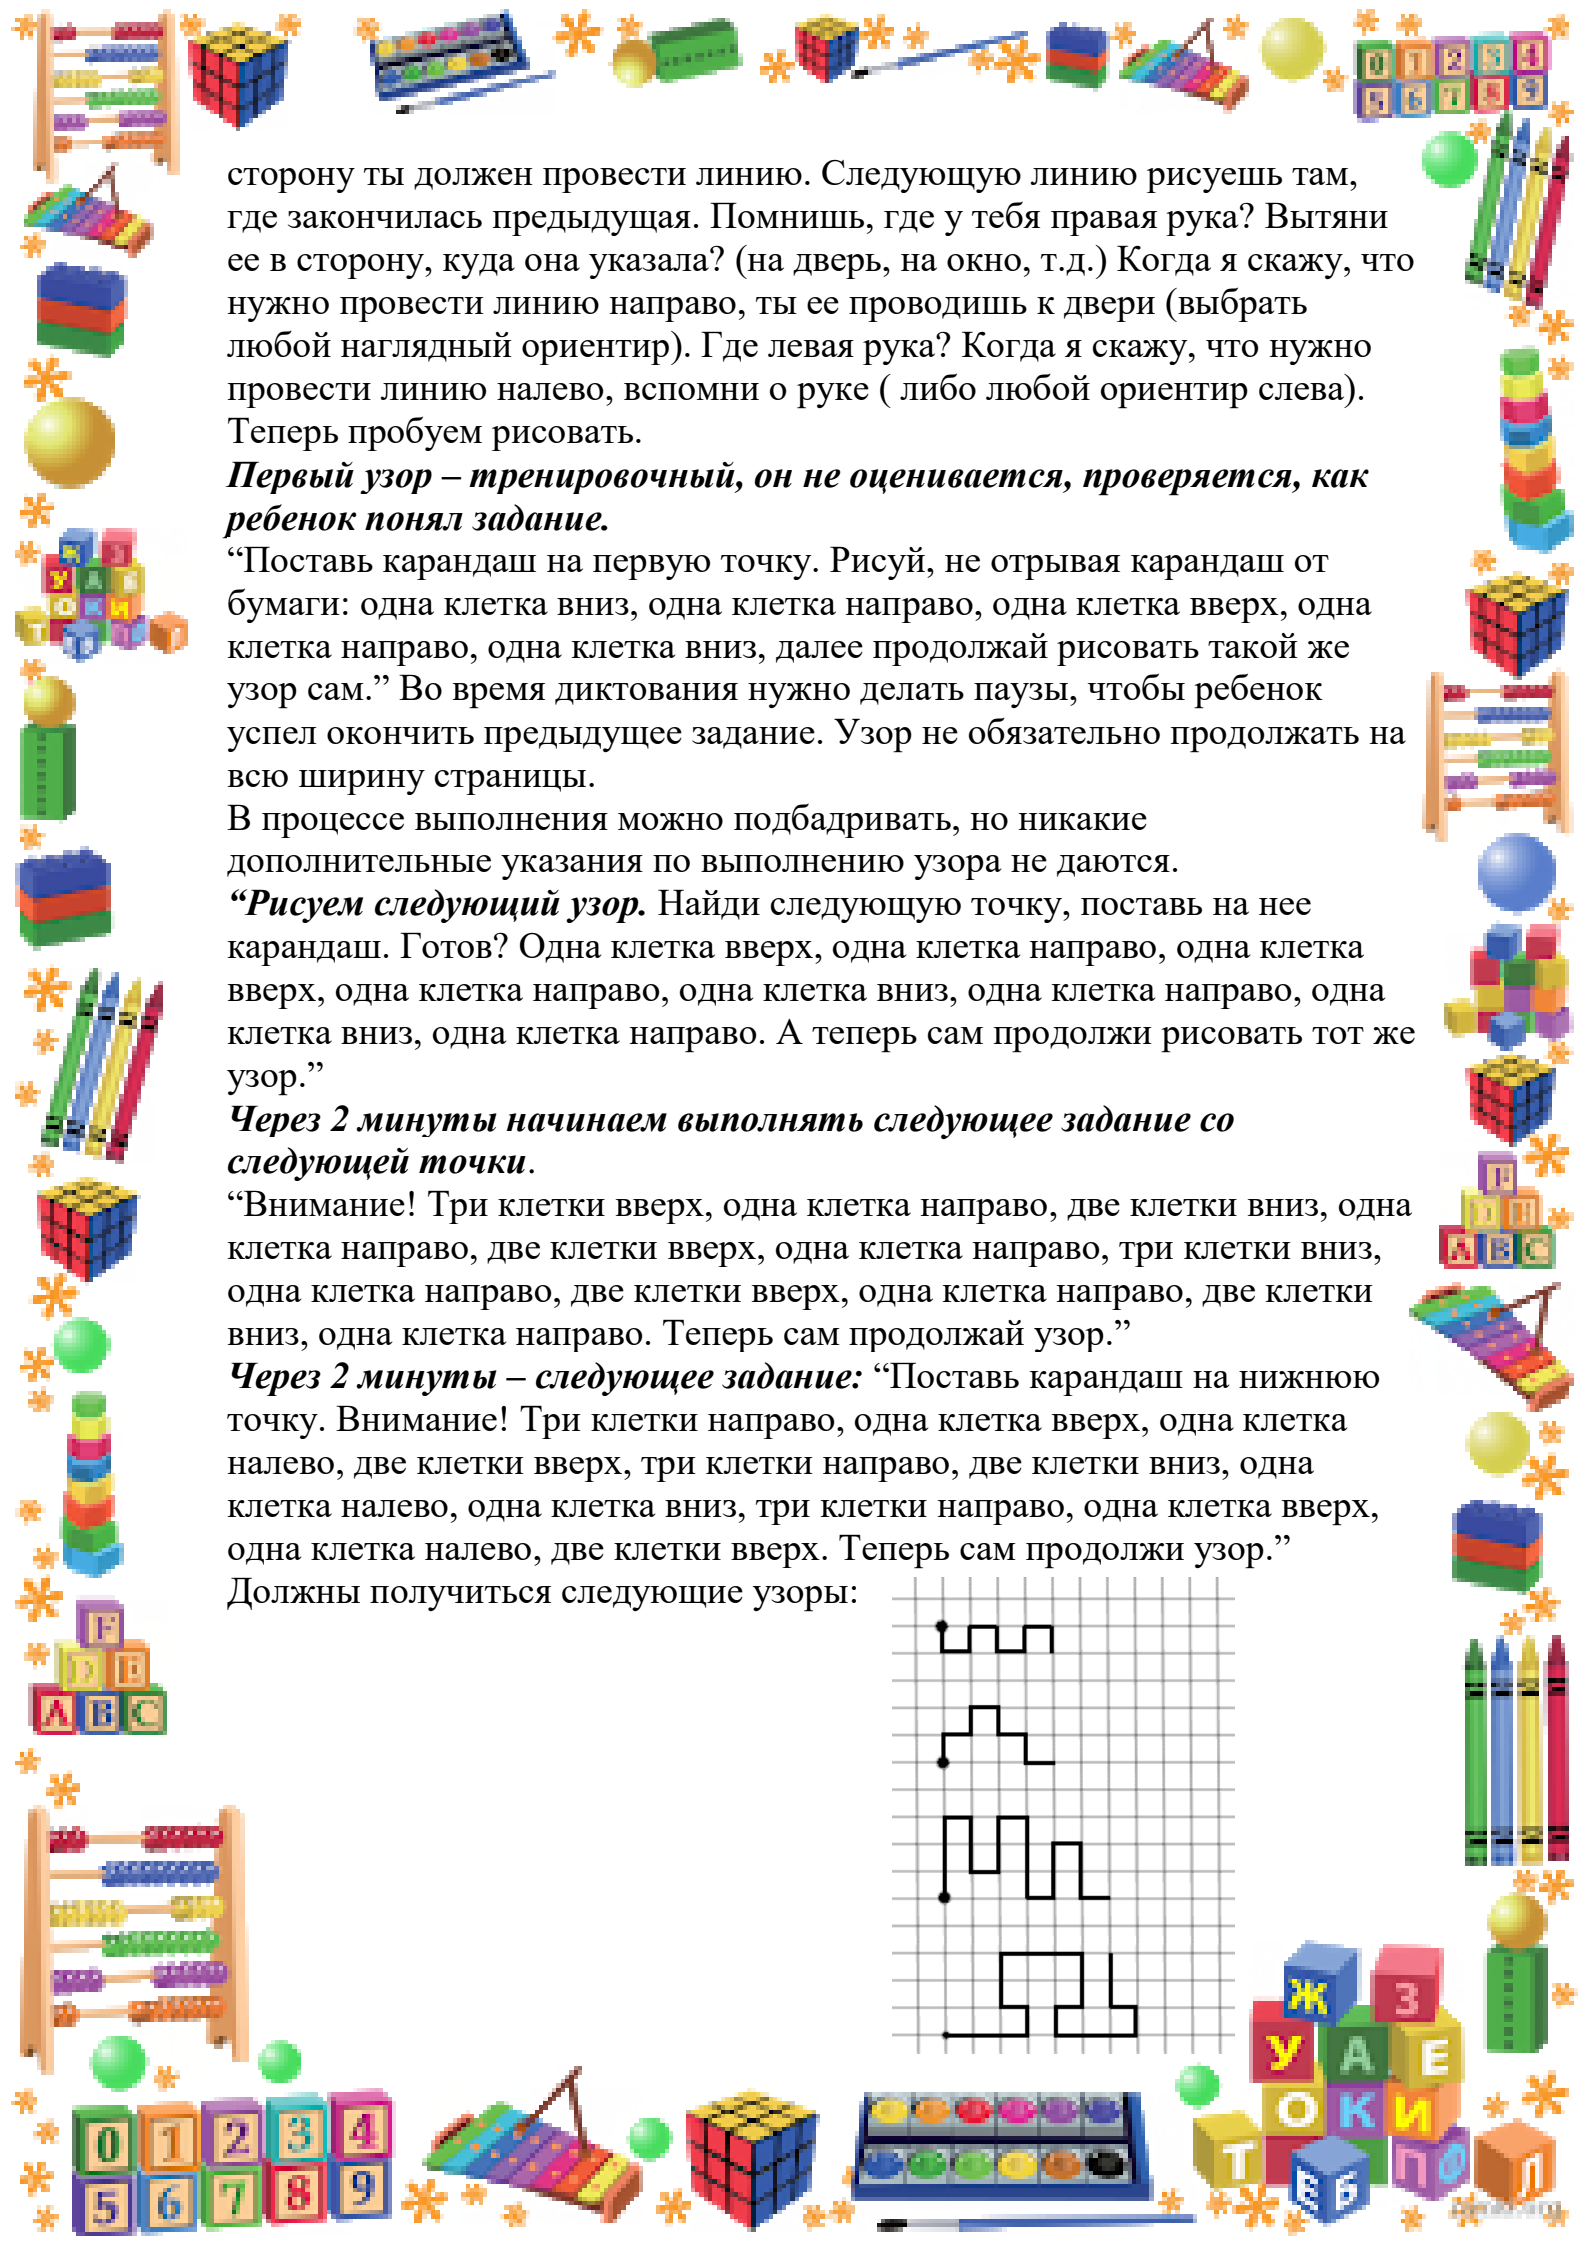 сторону ты должен провести линию. Следующую линию рисуешь там,
где закончилась предыдущая. Помнишь, где у тебя правая рука? Вытяни
ее в сторону, куда она указала? (на дверь, на окно, т.д.) Когда я скажу, что
нужно провести линию направо, ты ее проводишь к двери (выбрать
любой наглядный ориентир). Где левая рука? Когда я скажу, что нужно
провести линию налево, вспомни о руке ( либо любой ориентир слева).
Теперь пробуем рисовать.
Первый узор – тренировочный, он не оценивается, проверяется, как
ребенок понял задание.
“Поставь карандаш на первую точку. Рисуй, не отрывая карандаш от
бумаги: одна клетка вниз, одна клетка направо, одна клетка вверх, одна
клетка направо, одна клетка вниз, далее продолжай рисовать такой же
узор сам.” Во время диктования нужно делать паузы, чтобы ребенок
успел окончить предыдущее задание. Узор не обязательно продолжать на
всю ширину страницы.
В процессе выполнения можно подбадривать, но никакие
дополнительные указания по выполнению узора не даются.
“Рисуем следующий узор. Найди следующую точку, поставь на нее
карандаш. Готов? Одна клетка вверх, одна клетка направо, одна клетка
вверх, одна клетка направо, одна клетка вниз, одна клетка направо, одна
клетка вниз, одна клетка направо. А теперь сам продолжи рисовать тот же
узор.”
Через 2 минуты начинаем выполнять следующее задание со
следующей точки.
“Внимание! Три клетки вверх, одна клетка направо, две клетки вниз, одна
клетка направо, две клетки вверх, одна клетка направо, три клетки вниз,
одна клетка направо, две клетки вверх, одна клетка направо, две клетки
вниз, одна клетка направо. Теперь сам продолжай узор.”
Через 2 минуты – следующее задание: “Поставь карандаш на нижнюю
точку. Внимание! Три клетки направо, одна клетка вверх, одна клетка
налево, две клетки вверх, три клетки направо, две клетки вниз, одна
клетка налево, одна клетка вниз, три клетки направо, одна клетка вверх,
одна клетка налево, две клетки вверх. Теперь сам продолжи узор.”
Должны получиться следующие узоры:
0 1 2 3 4
5 6 7 8 9
А B C
Ж З
У А Е
О К И
Т В Б П О Л